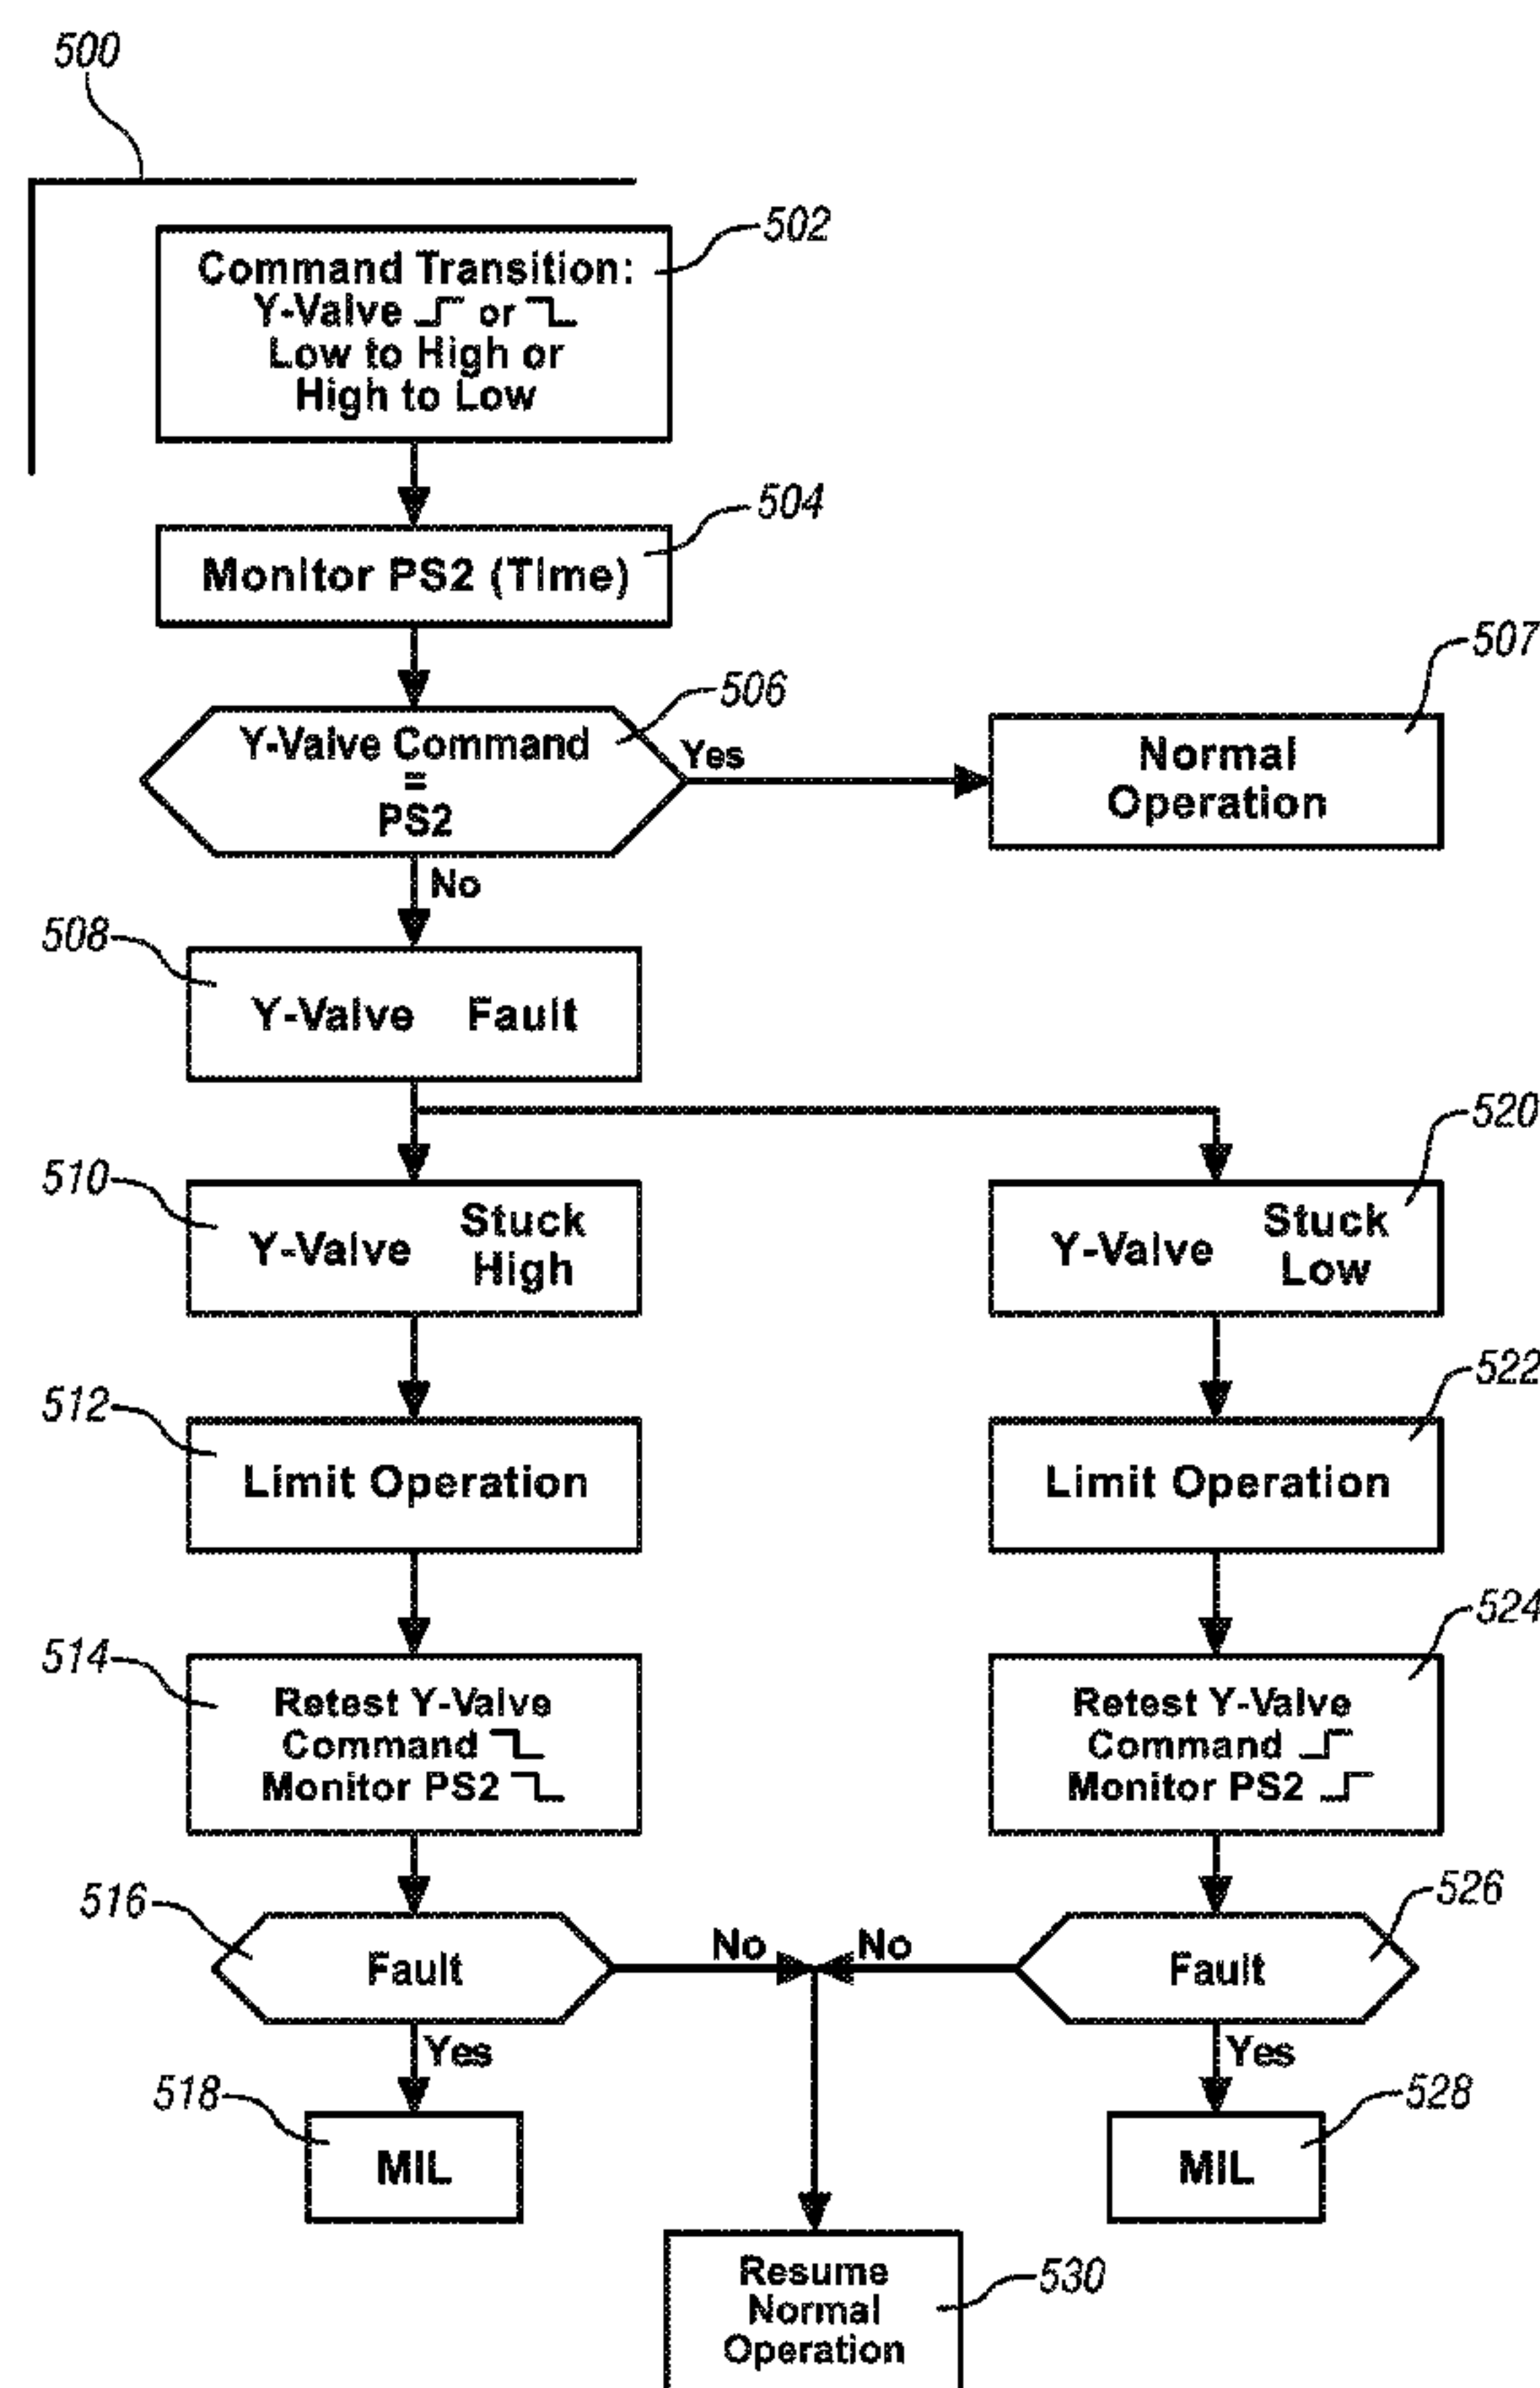 500
502
Command Transition:
Y-Valve or
Low to High or
High to Low
504
Monitor PS2 (Time)
506
Y-Valve Command
=
PS2
Yes
507
Normal
Operation
No
508
Y-Valve Fault
510
Y-Valve Stuck
High
520
Y-Valve Stuck
Low
512
Limit Operation
522
Limit Operation
514
Retest Y-Valve
Command
Monitor PS2
524
Retest Y-Valve
Command
Monitor PS2
516
Fault
No
No
526
Fault
Yes
Yes
518
MIL
528
MIL
530
Resume
Normal
Operation